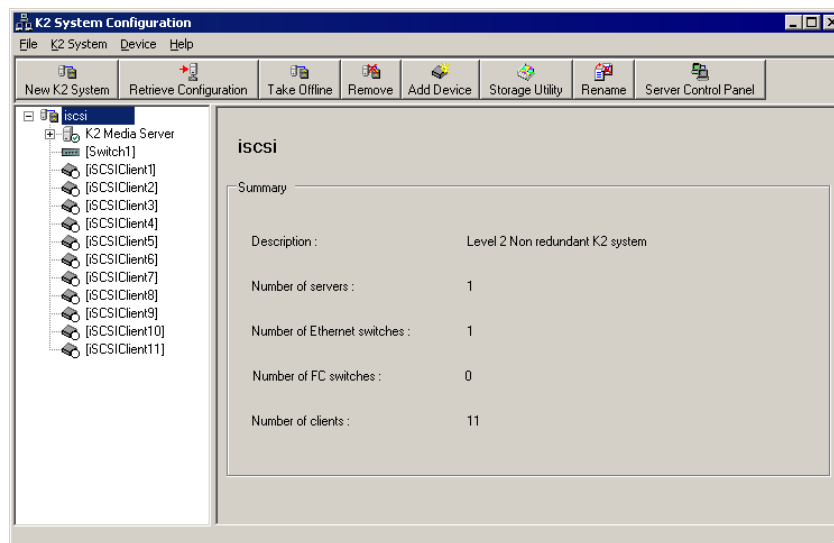 K2 System Configuration
File K2 System Device Help
New K2 System Retrieve Configuration Take Offline Remove Add Device Storage Utility Rename Server Control Panel
iscsi
K2 Media Server
[Switch1]
[iSCSIClient1]
[iSCSIClient2]
[iSCSIClient3]
[iSCSIClient4]
[iSCSIClient5]
[iSCSIClient6]
[iSCSIClient7]
[iSCSIClient8]
[iSCSIClient9]
[iSCSIClient10]
[iSCSIClient11]
iscsi
Summary
Description : Level 2 Non redundant K2 system
Number of servers : 1
Number of Ethernet switches : 1
Number of FC switches : 0
Number of clients : 11